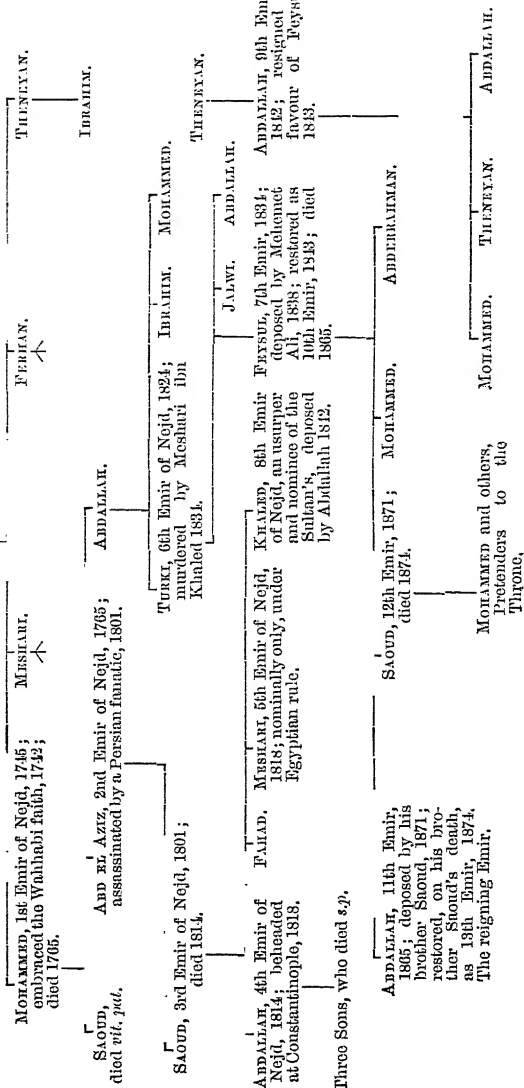 MOHAMMED, 1st Emir of Nejd, 1745;
embraced the Wahhabi faith, 1742;
died 1765.
MESHARI.
FERHAN.
THENEYAN.
SAOUD,
died vit. pat.
ABD EL AZIZ, 2nd Emir of Nejd, 1765;
assassinated by a Persian fanatic, 1801.
ABDALLAH.
IBRAHIM.
SAOUD, 3rd Emir of Nejd, 1801;
died 1814.
TURKI, 6th Emir of Nejd, 1824;
murdered by Meshari ibn
Khaled 1834.
IBRAHIM.
MOHAMMED.
THENEYAN.
JALWI.
ABDALLAH.
ABDALLAH, 4th Emir of
Nejd, 1814; beheaded
at Constantinople, 1818.
FAHAD.
MESHARI, 5th Emir of Nejd,
1818; nominally only, under
Egyptian rule.
KHALED, 8th Emir
of Nejd, an usurper
and nominee of the
Sultan's, deposed
by Abdallah 1842.
FEYSUL, 7th Emir, 1834;
deposed by Mehemet
Ali, 1838; restored as
10th Emir, 1843; died
1865.
ABDALLAH, 9th Em
1842; resigned
favour of Feys
1843.
Three Sons, who died s.p.
ABDALLAH, 11th Emir,
1865; deposed by his
brother Saoud, 1871;
restored, on his bro-
ther Saoud's death,
as 13th Emir, 1874.
The reigning Emir.
SAOUD, 12th Emir, 1871;
died 1874.
MOHAMMED.
ABDERRAHMAN.
MOHAMMED and others,
Pretenders to the
Throne,
MOHAMMED.
THENEYAN.
ABDALLAH.